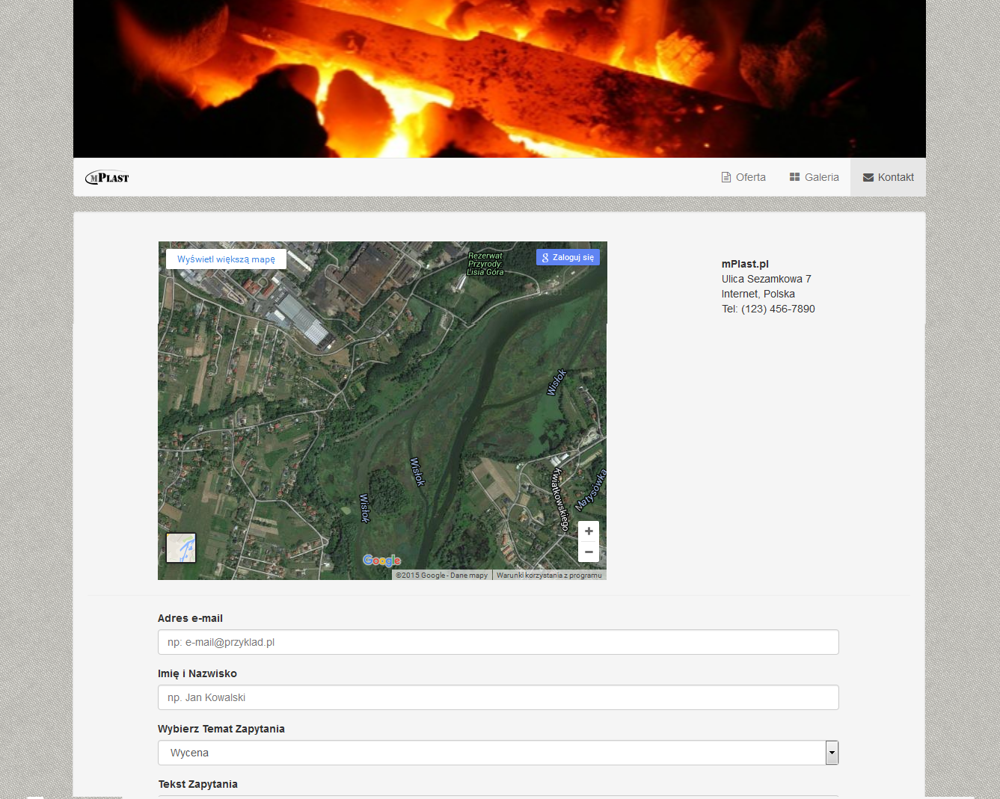 mPlast
Oferta
Galeria
Kontakt
Wyświetl większą mapę
Rezerwat
Przyrody
Lisia Góra
Zaloguj się
mPlast.pl
Ulica Sezamkowa 7
Internet, Polska
Tel: (123) 456-7890
Wisłok
Wisłok
Wisłok
Kwiatkowskiego
Matysówka
Google
©2015 Google - Dane mapy
Warunki korzystania z programu
Adres e-mail
np: e-mail@przyklad.pl
Imię i Nazwisko
np. Jan Kowalski
Wybierz Temat Zapytania
Wycena
Tekst Zapytania